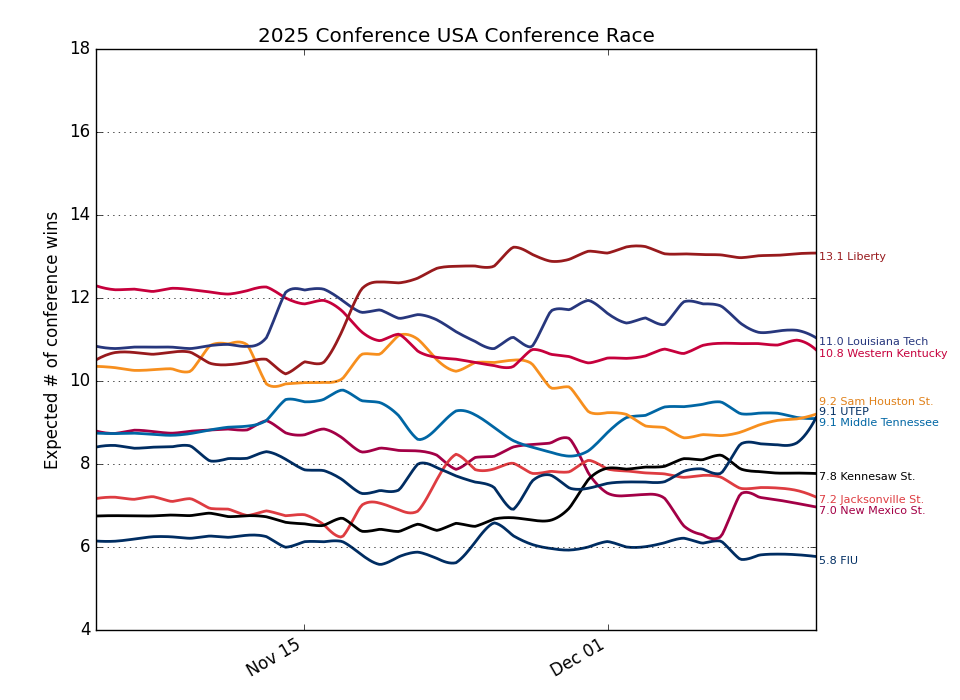 2025 Conference USA Conference Race
Expected # of conference wins
18
16
14
12
10
8
6
4
Nov 15
Dec 01
13.1 Liberty
11.0 Louisiana Tech
10.8 Western Kentucky
9.2 Sam Houston St.
9.1 UTEP
9.1 Middle Tennessee
7.8 Kennesaw St.
7.2 Jacksonville St.
7.0 New Mexico St.
5.8 FIU